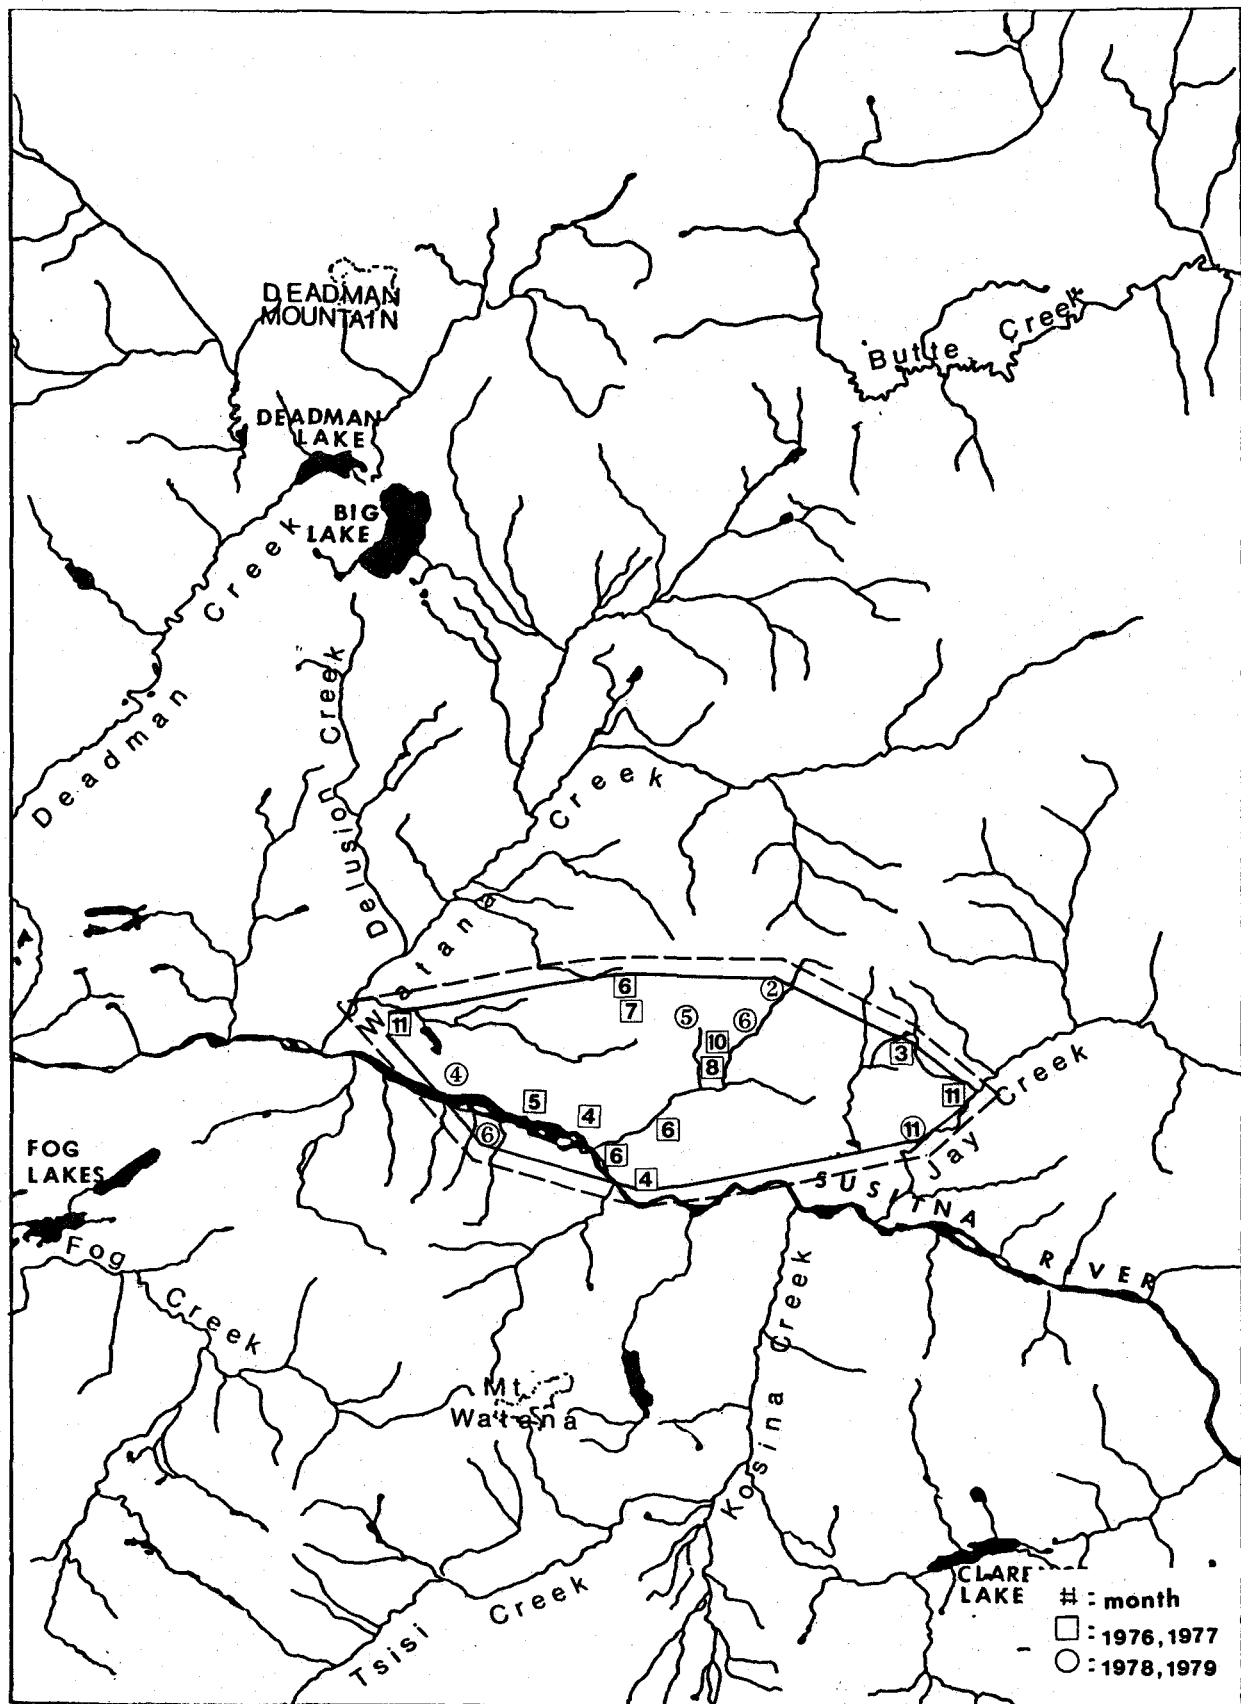 DEADMAN
MOUNTAIN
Butte Creek
DEADMAN
LAKE
BIG
LAKE
Deadman Creek
Delusion Creek
Watana Creek
6
7
2
5
6
11
10
3
8
4
11
5
4
6
11
6
6
4
Jay Creek
SUSITNA RIVER
FOG
LAKES
Fog Creek
Kosina Creek
Mt
Watana
Tsisi Creek
LAKE
# : month
□ : 1976,1977
○ : 1978,1979